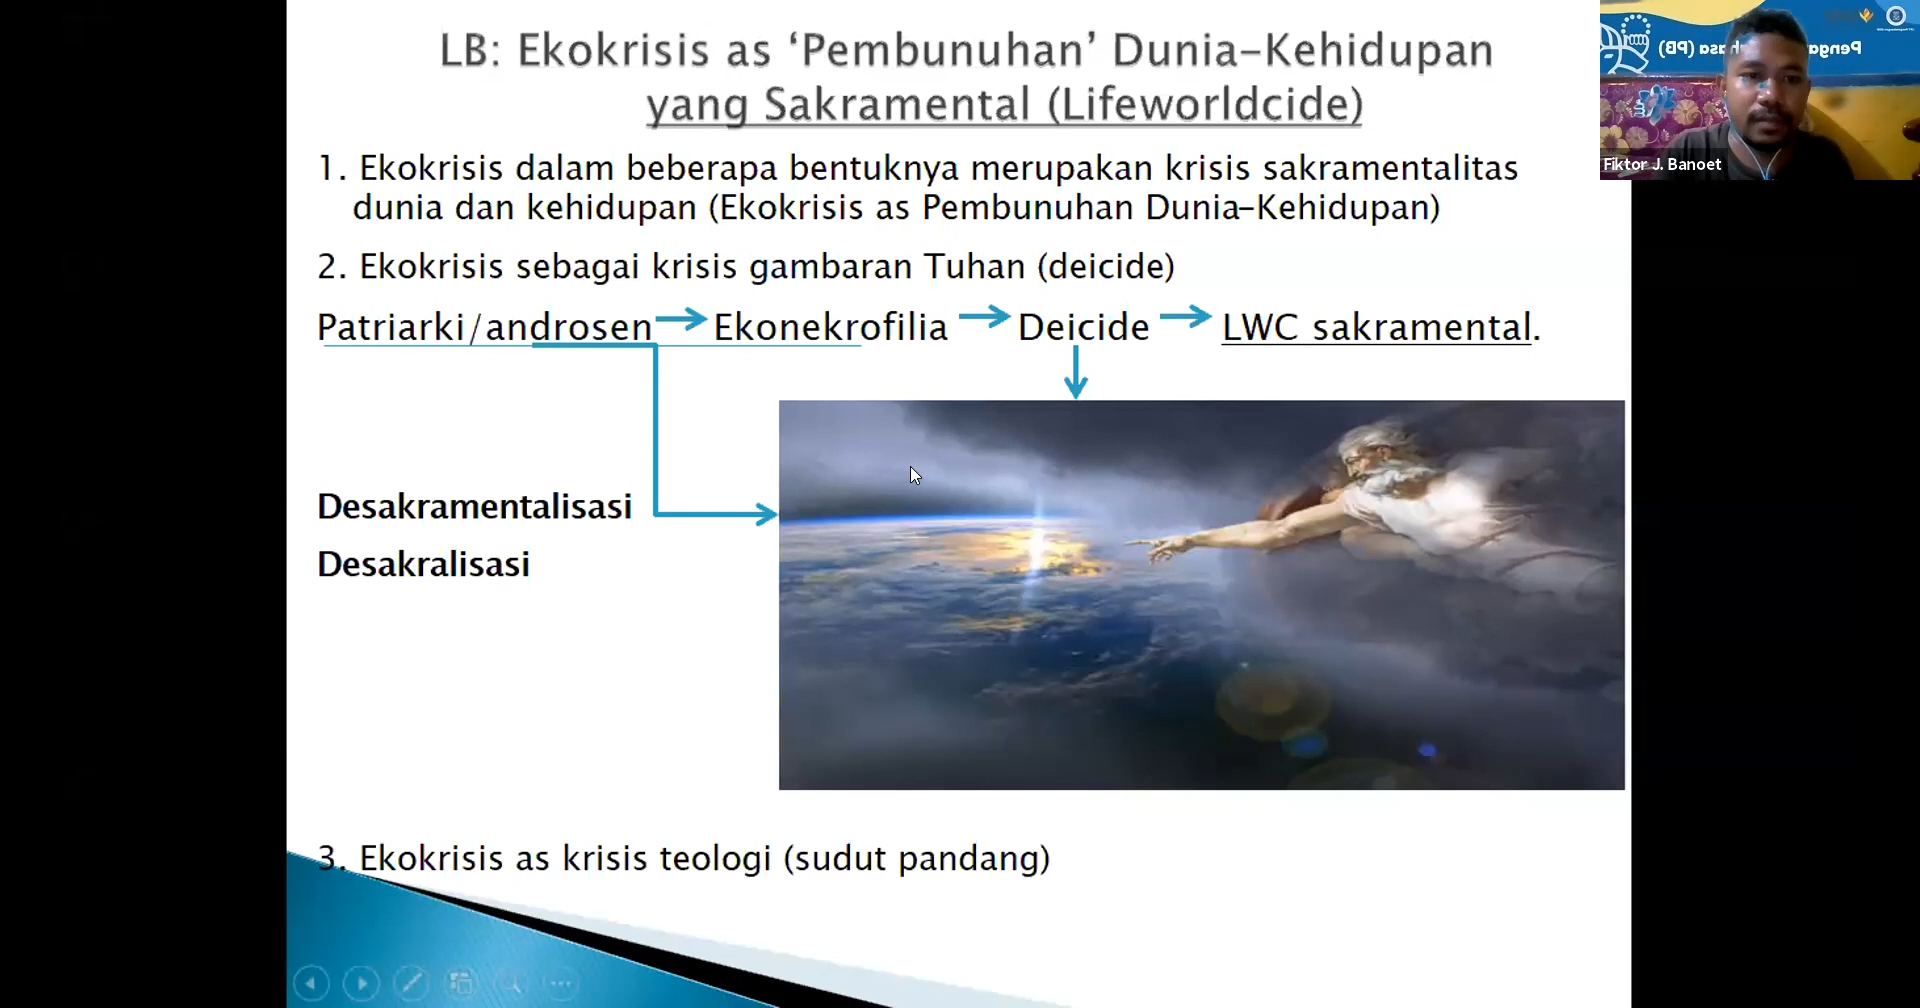 LB: Ekokrisis as ‘Pembunuhan’ Dunia-Kehidupan
yang Sakramental (Lifeworldcide)
1. Ekokrisis dalam beberapa bentuknya merupakan krisis sakramentalitas
dunia dan kehidupan (Ekokrisis as Pembunuhan Dunia-Kehidupan)
2. Ekokrisis sebagai krisis gambaran Tuhan (deicide)
Patriarki/androsen Ekonekrofilia Deicide LWC sakramental.
Desakramentalisasi
Desakralisasi
3. Ekokrisis as krisis teologi (sudut pandang)
(PB)
Fiktor J. Banoet